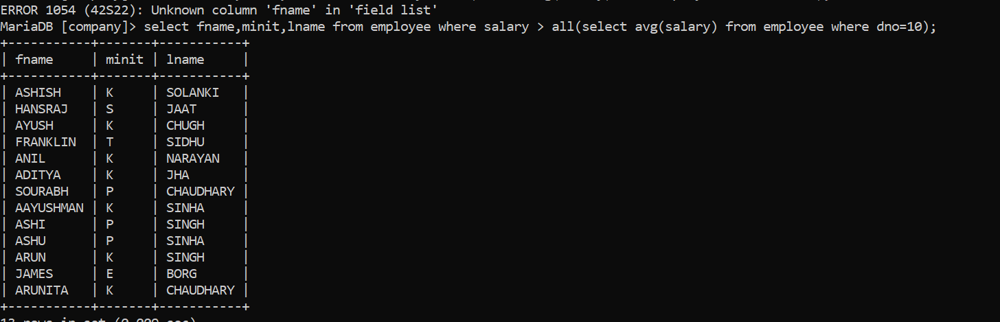 ERROR 1054 (42S22): Unknown column 'fname' in 'field list'
MariaDB [company]> select fname,minit,lname from employee where salary > all(select avg(salary) from employee where dno=10);
+-----------+-------+-----------+
| fname     | minit | lname     |
+-----------+-------+-----------+
| ASHISH    | K     | SOLANKI   |
| HANSRAJ   | S     | JAAT      |
| AYUSH     | K     | CHUGH     |
| FRANKLIN  | T     | SIDHU     |
| ANIL      | K     | NARAYAN   |
| ADITYA    | K     | JHA       |
| SOURABH   | P     | CHAUDHARY |
| AAYUSHMAN | K     | SINHA     |
| ASHI      | P     | SINGH     |
| ASHU      | P     | SINHA     |
| ARUN      | K     | SINGH     |
| JAMES     | E     | BORG      |
| ARUNITA   | K     | CHAUDHARY |
+-----------+-------+-----------+
13 rows in set